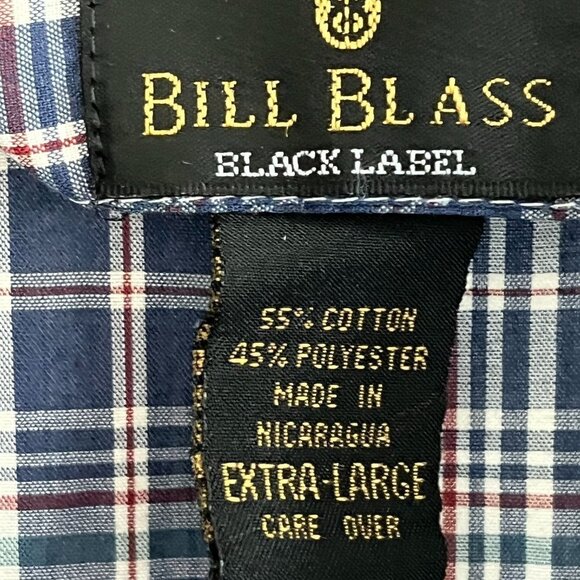 BILL BLASS
BLACK LABEL
55% COTTON
45% POLYESTER
MADE IN
NICARAGUA
EXTRA-LARGE
CARE OVER